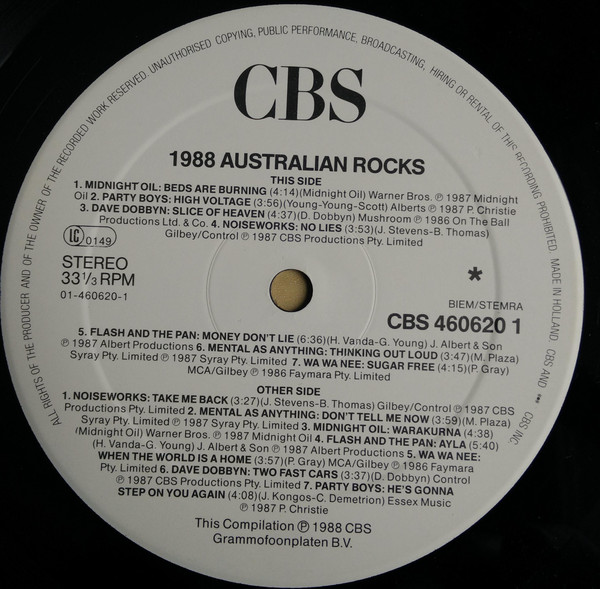 ALL RIGHTS OF THE PRODUCER AND OF THE OWNER OF THE RECORDED WORK RESERVED. UNAUTHORISED COPYING, PUBLIC PERFORMANCE, BROADCASTING, HIRING OR RENTAL OF THIS RECORDING PROHIBITED. MADE IN HOLLAND. CBS AND ARE CBS INC.
CBS
1988 AUSTRALIAN ROCKS
THIS SIDE
1. MIDNIGHT OIL: BEDS ARE BURNING (4:14)(Midnight Oil) Warner Bros. ℗ 1987 Midnight
Oil 2. PARTY BOYS: HIGH VOLTAGE (3:56)(Young-Young-Scott) Alberts ℗ 1987 P. Christie
3. DAVE DOBBYN: SLICE OF HEAVEN (4:37)(D. Dobbyn) Mushroom ℗ 1986 On The Ball
Productions Ltd. & Co. 4. NOISEWORKS: NO LIES (3:53)(J. Stevens-B. Thomas)
Gilbey/Control ℗ 1987 CBS Productions Pty. Limited
LC 0149
STEREO
33 1/3 RPM
01-460620-1
*
BIEM/STEMRA
CBS 460620 1
5. FLASH AND THE PAN: MONEY DON'T LIE (6:36)(H. Vanda-G. Young) J. Albert & Son
℗ 1987 Albert Productions 6. MENTAL AS ANYTHING: THINKING OUT LOUD (3:47)(M. Plaza)
Syray Pty. Limited ℗ 1987 Syray Pty. Limited 7. WA WA NEE: SUGAR FREE (4:15)(P. Gray)
MCA/Gilbey ℗ 1986 Faymara Pty. Limited
OTHER SIDE
1. NOISEWORKS: TAKE ME BACK (3:27)(J. Stevens-B. Thomas) Gilbey/Control ℗ 1987 CBS
Productions Pty. Limited 2. MENTAL AS ANYTHING: DON'T TELL ME NOW (3:59)(M. Plaza)
Syray Pty. Limited ℗ 1987 Syray Pty. Limited 3. MIDNIGHT OIL: WARAKURNA (4:38)
(Midnight Oil) Warner Bros. ℗ 1987 Midnight Oil 4. FLASH AND THE PAN: AYLA (5:40)
(H. Vanda-G. Young) J. Albert & Son ℗ 1987 Albert Productions 5. WA WA NEE:
WHEN THE WORLD IS A HOME (3:57)(P. Gray) MCA/Gilbey ℗ 1986 Faymara
Pty. Limited 6. DAVE DOBBYN: TWO FAST CARS (3:37)(D. Dobbyn) Control
℗ 1987 CBS Productions Pty. Limited 7. PARTY BOYS: HE'S GONNA
STEP ON YOU AGAIN (4:08)(J. Kongos-C. Demetrion) Essex Music
℗ 1987 P. Christie
This Compilation ℗ 1988 CBS
Grammofoonplaten B.V.